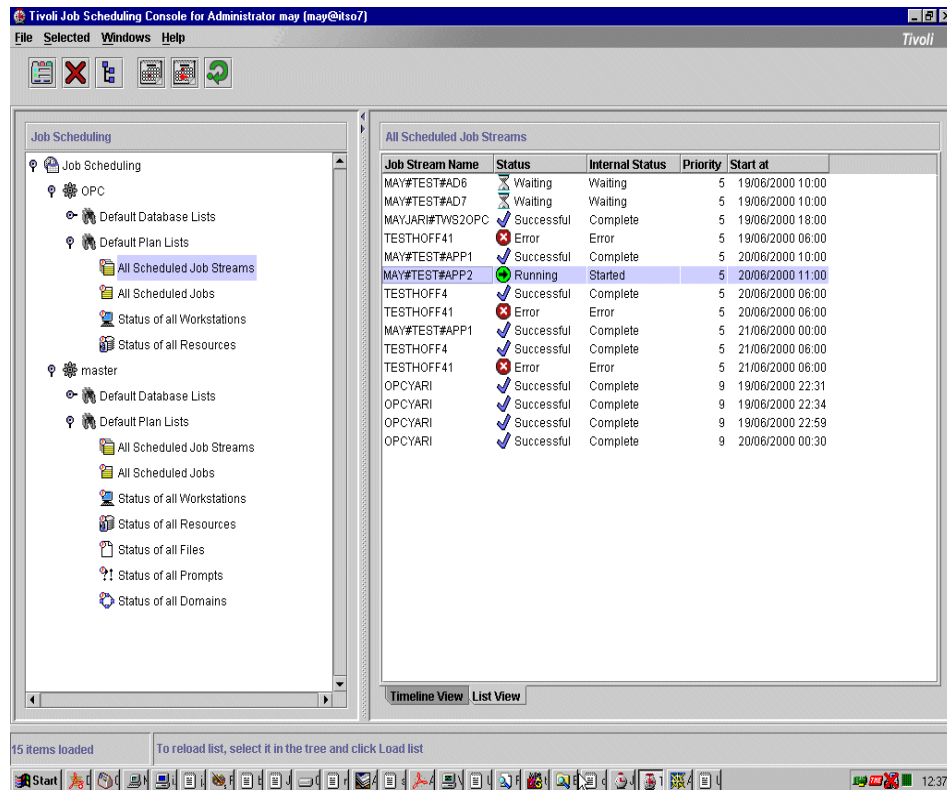 Tivoli Job Scheduling Console for Administrator may (may@itso7)
File Selected Windows Help
Tivoli
Job Scheduling
Job Scheduling
OPC
Default Database Lists
Default Plan Lists
All Scheduled Job Streams
All Scheduled Jobs
Status of all Workstations
Status of all Resources
master
Default Database Lists
Default Plan Lists
All Scheduled Job Streams
All Scheduled Jobs
Status of all Workstations
Status of all Resources
Status of all Files
Status of all Prompts
Status of all Domains
All Scheduled Job Streams
Job Stream Name Status Internal Status Priority Start at
MAY#TEST#AD6 Waiting Waiting 5 19/06/2000 10:00
MAY#TEST#AD7 Waiting Waiting 5 19/06/2000 10:00
MAYJARI#TWS2OPC Successful Complete 5 19/06/2000 18:00
TESTHOFF41 Error Error 5 19/06/2000 06:00
MAY#TEST#APP1 Successful Complete 5 20/06/2000 10:00
MAY#TEST#APP2 Running Started 5 20/06/2000 11:00
TESTHOFF4 Successful Complete 5 20/06/2000 06:00
TESTHOFF41 Error Error 5 20/06/2000 06:00
MAY#TEST#APP1 Successful Complete 5 21/06/2000 00:00
TESTHOFF4 Successful Complete 5 21/06/2000 06:00
TESTHOFF41 Error Error 5 21/06/2000 06:00
OPCYARI Successful Complete 9 19/06/2000 22:31
OPCYARI Successful Complete 9 19/06/2000 22:34
OPCYARI Successful Complete 9 19/06/2000 22:59
OPCYARI Successful Complete 9 20/06/2000 00:30
Timeline View List View
15 items loaded
To reload list, select it in the tree and click Load list
Start
12:37